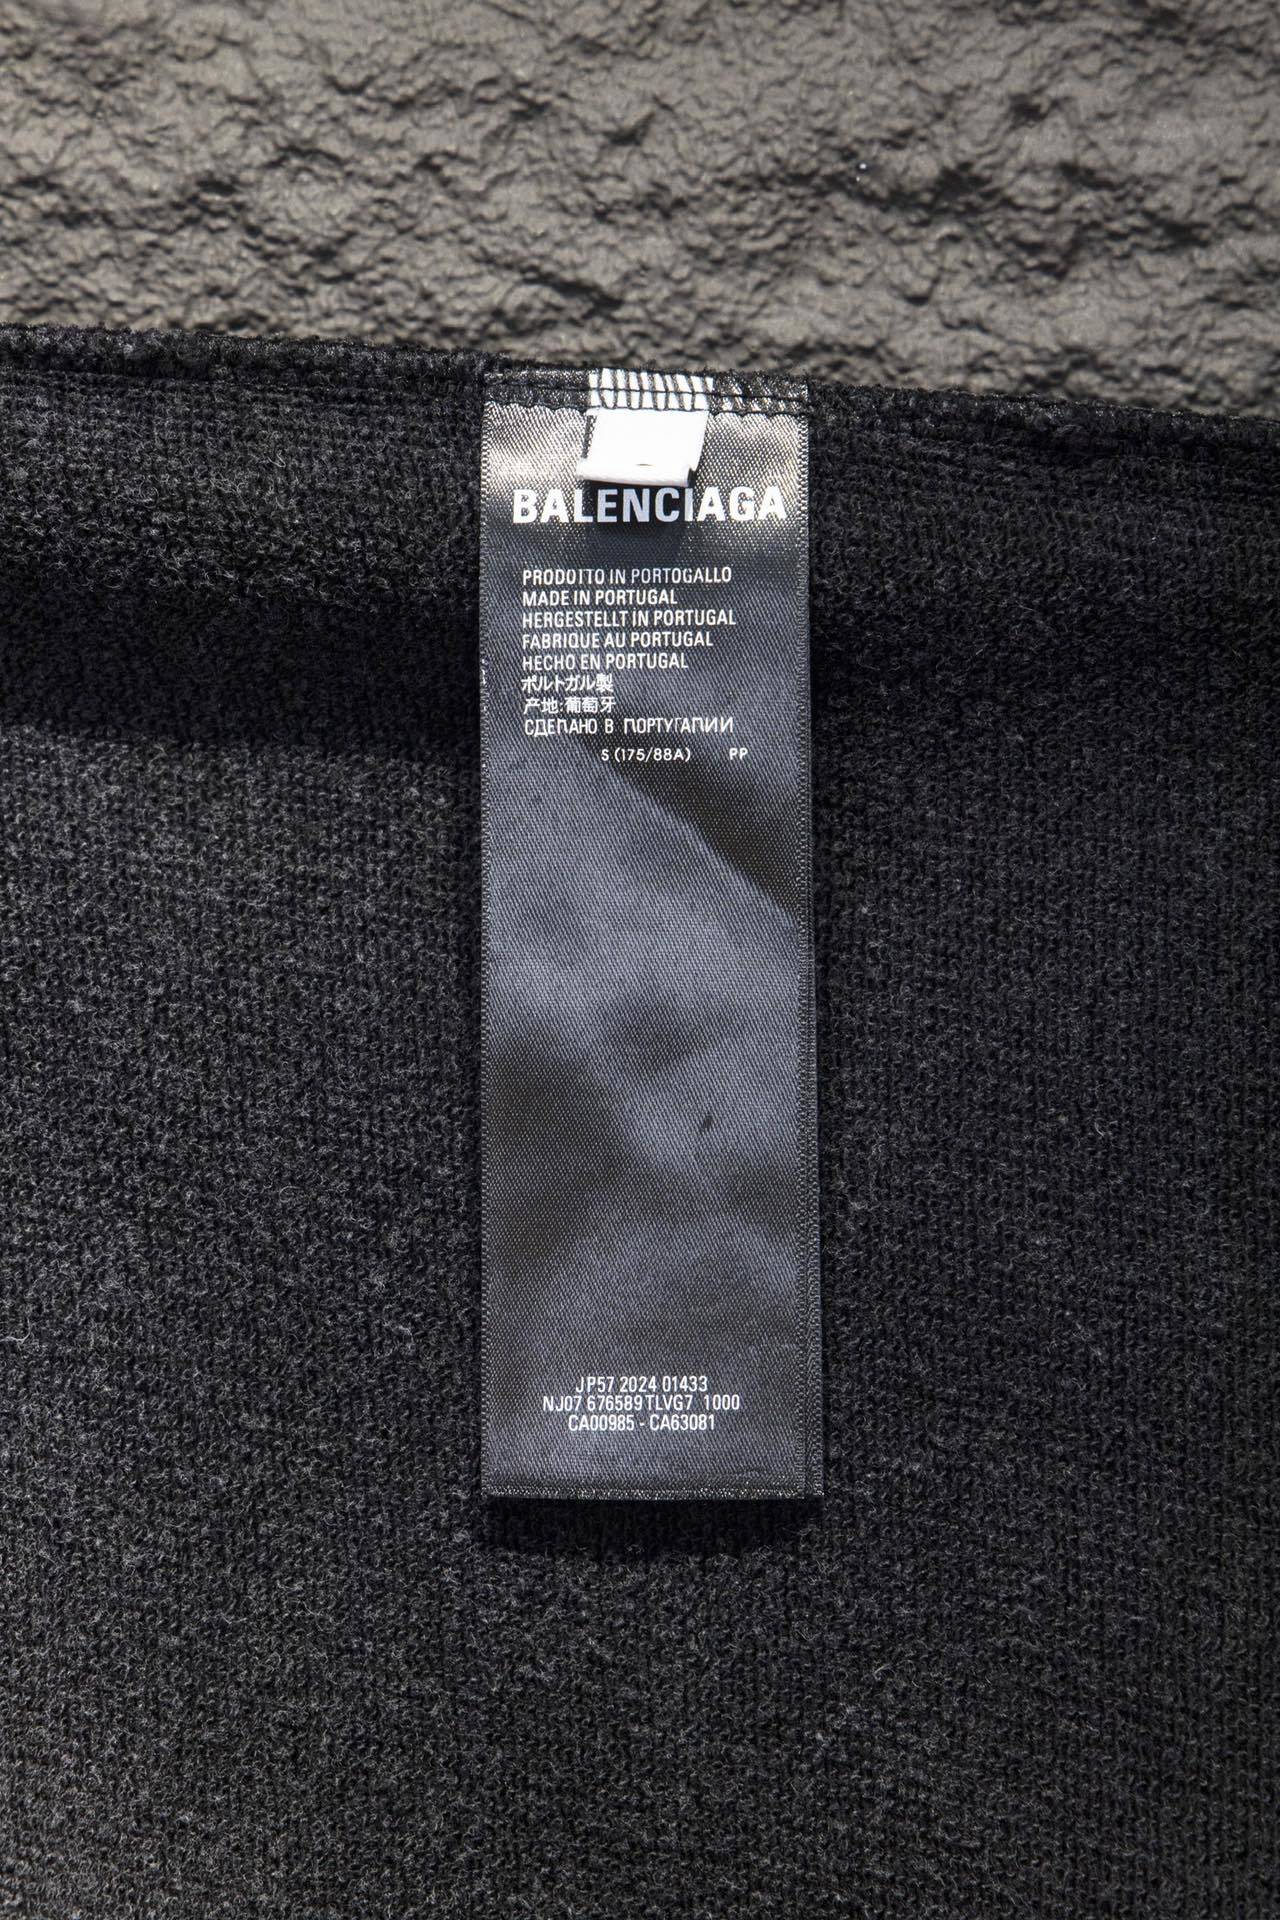 BALENCIAGA
PRODOTTO IN PORTOGALLO
MADE IN PORTUGAL
HERGESTELLT IN PORTUGAL
FABRIQUE AU PORTUGAL
HECHO EN PORTUGAL
ポルトガル製
产地:葡萄牙
СДЕЛАНО В ПОРТУГАЛИИ
S (175/88A) PP
JP57 2024 01433
NJ07 676589 TLVG7 1000
CA00985 - CA63081